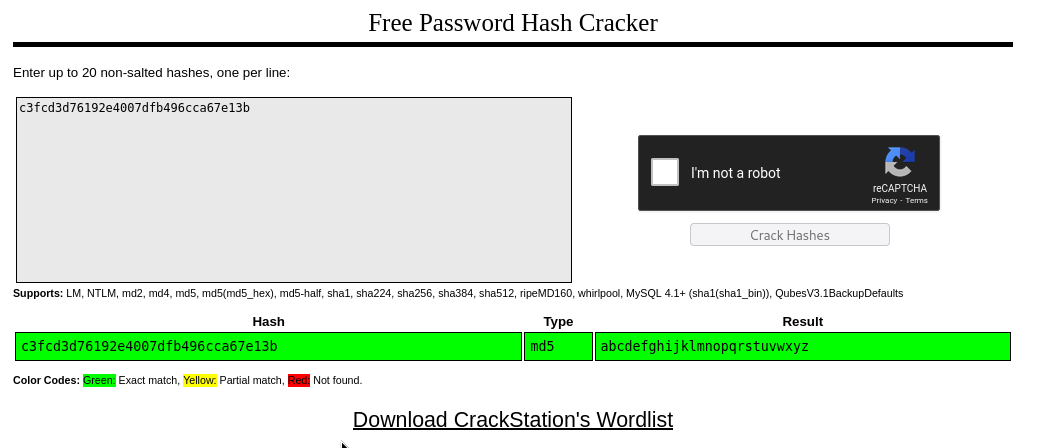 Free Password Hash Cracker
Enter up to 20 non-salted hashes, one per line:
c3fcd3d76192e4007dfb496cca67e13b
I'm not a robot
reCAPTCHA
Privacy - Terms
Crack Hashes
Supports: LM, NTLM, md2, md4, md5, md5(md5_hex), md5-half, sha1, sha224, sha256, sha384, sha512, ripeMD160, whirlpool, MySQL 4.1+ (sha1(sha1_bin)), QubesV3.1BackupDefaults
Hash Type Result
c3fcd3d76192e4007dfb496cca67e13b md5 abcdefghijklmnopqrstuvwxyz
Color Codes: Green: Exact match, Yellow: Partial match, Red: Not found.
Download CrackStation's Wordlist